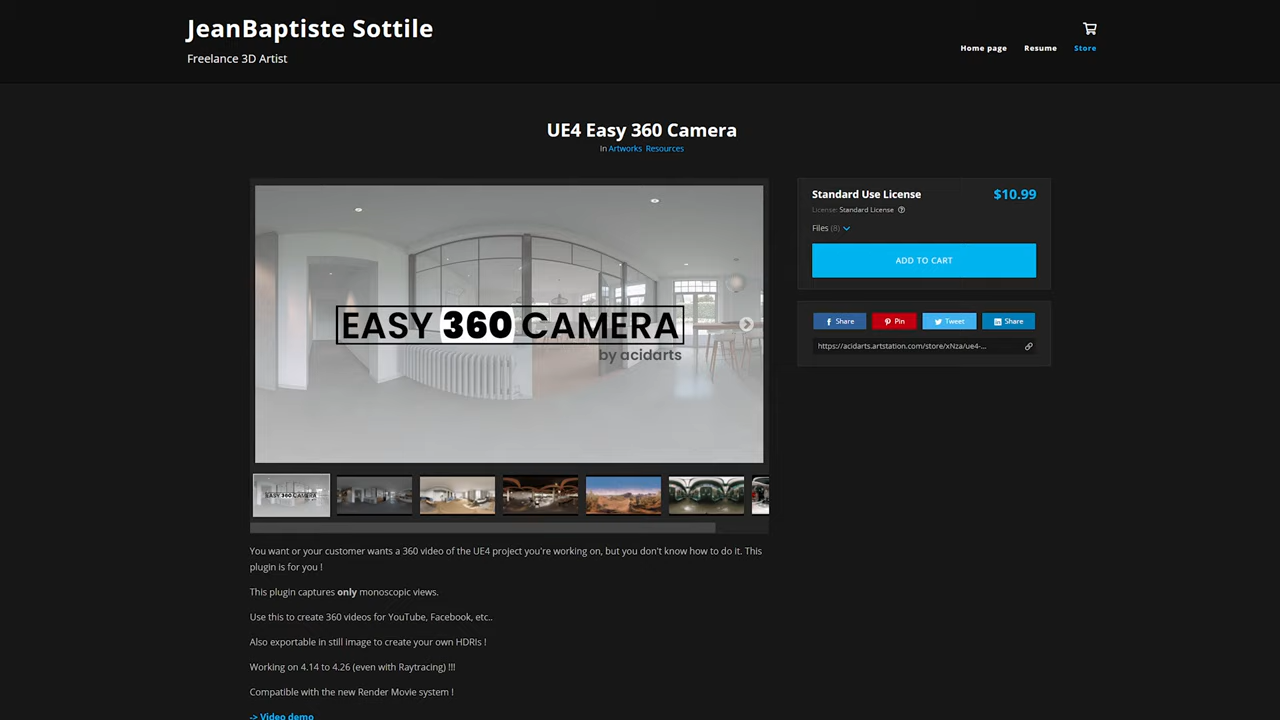 JeanBaptiste Sottile
Freelance 3D Artist
Home page Resume Store
UE4 Easy 360 Camera
In Artworks Resources
EASY 360 CAMERA
by acidarts
Standard Use License $10.99
License: Standard License
Files (8)
ADD TO CART
Share Pin Tweet Share
https://acidarts.artstation.com/store/xNza/ue4-...
EASY 360 CAMERA
You want or your customer wants a 360 video of the UE4 project you're working on, but you don't know how to do it. This
plugin is for you !
This plugin captures only monoscopic views.
Use this to create 360 videos for YouTube, Facebook, etc..
Also exportable in still image to create your own HDRIs !
Working on 4.14 to 4.26 (even with Raytracing) !!!
Compatible with the new Render Movie system !
-> Video demo